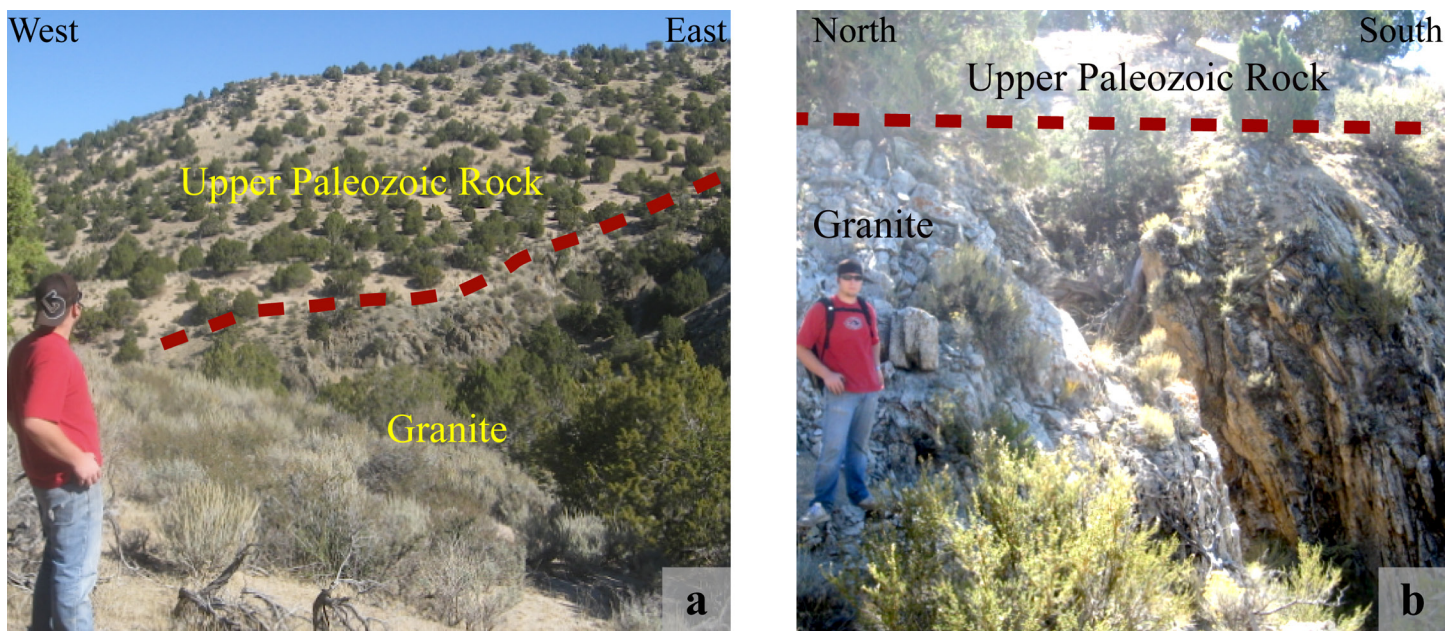 West
East
Upper Paleozoic Rock
Granite
a
North
South
Upper Paleozoic Rock
Granite
b